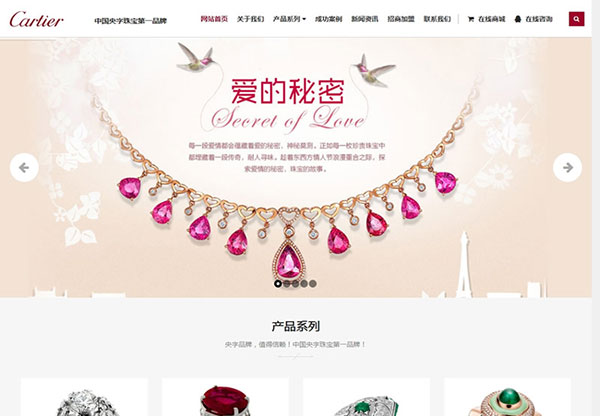 Cartier
中国央字珠宝第一品牌
网站首页 关于我们 产品系列 成功案例 新闻资讯 招商加盟 联系我们 在线商城 在线咨询
爱的秘密
Secret of Love
每一段爱情都会蕴藏着爱的秘密，神秘莫测。正如每一枚珍贵珠宝中
都埋藏着一段传奇，耐人寻味。趁着东西方情人节浪漫重合之际，探
索爱情的秘密，珠宝的故事。
产品系列
央字品牌，值得信赖！中国央字珠宝第一品牌！